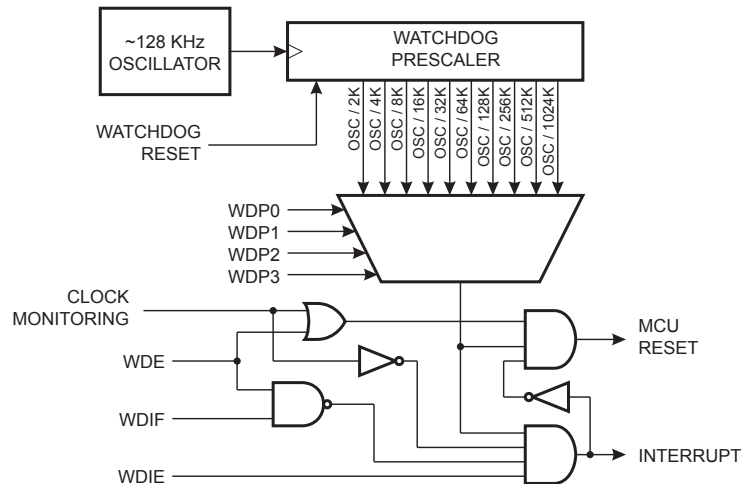 ~128 KHz
OSCILLATOR
WATCHDOG
PRESCALER
WATCHDOG
RESET
OSC / 2K
OSC / 4K
OSC / 8K
OSC / 16K
OSC / 32K
OSC / 64K
OSC / 128K
OSC / 256K
OSC / 512K
OSC / 1024K
WDP0
WDP1
WDP2
WDP3
CLOCK
MONITORING
WDE
WDIF
WDIE
MCU
RESET
INTERRUPT